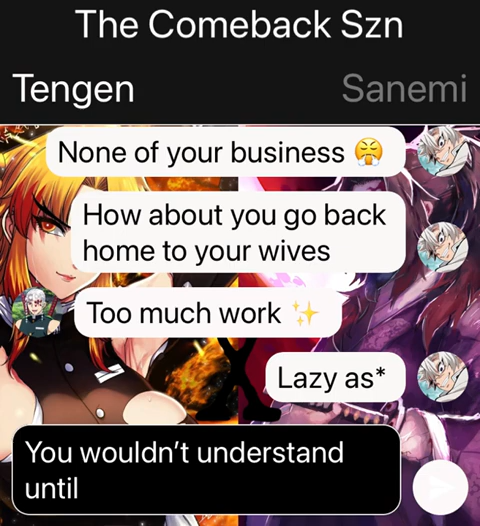 The Comeback Szn
Tengen
Sanemi
None of your business 😤
How about you go back
home to your wives
Too much work ✨
Lazy as*
You wouldn’t understand
until